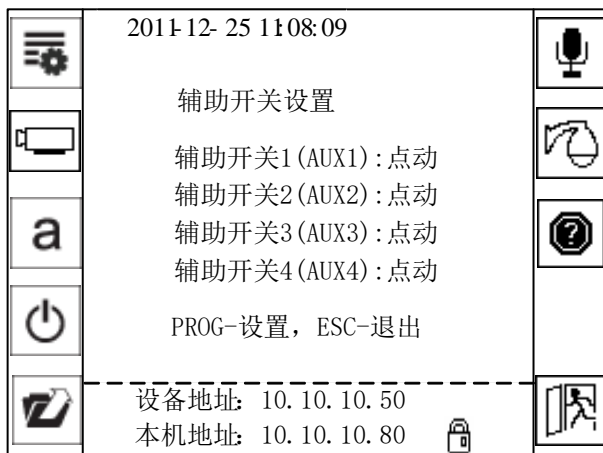 2011-12-25 11:08:09
辅助开关设置
辅助开关1(AUX1):点动
辅助开关2(AUX2):点动
辅助开关3(AUX3):点动
辅助开关4(AUX4):点动
a
PROG-设置，ESC-退出
设备地址: 10.10.10.50
本机地址: 10.10.10.80